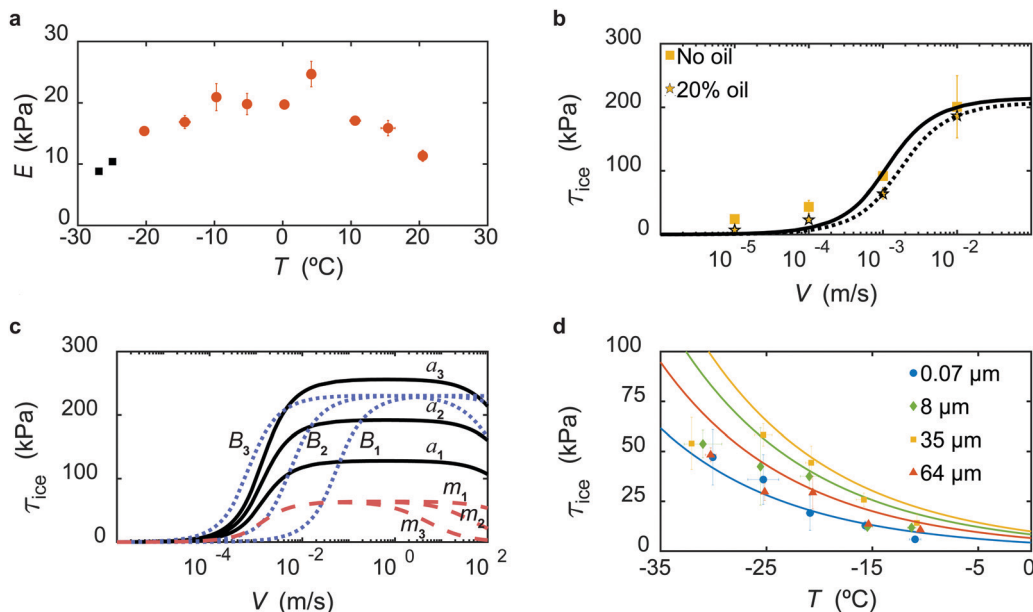 a
30
20
10
0
E (kPa)
-30 -20 -10 0 10 20 30
T (ºC)
b
300
200
100
0
τice (kPa)
No oil
20% oil
10⁻⁵ 10⁻⁴ 10⁻³ 10⁻²
V (m/s)
c
300
200
100
0
τice (kPa)
a3
a2
B3 B2 B1
a1
m1
m2
m3
10⁻⁴ 10⁻² 10⁰ 10²
V (m/s)
d
100
75
50
25
0
τice (kPa)
0.07 µm
8 µm
35 µm
64 µm
-35 -25 -15 -5 0
T (ºC)